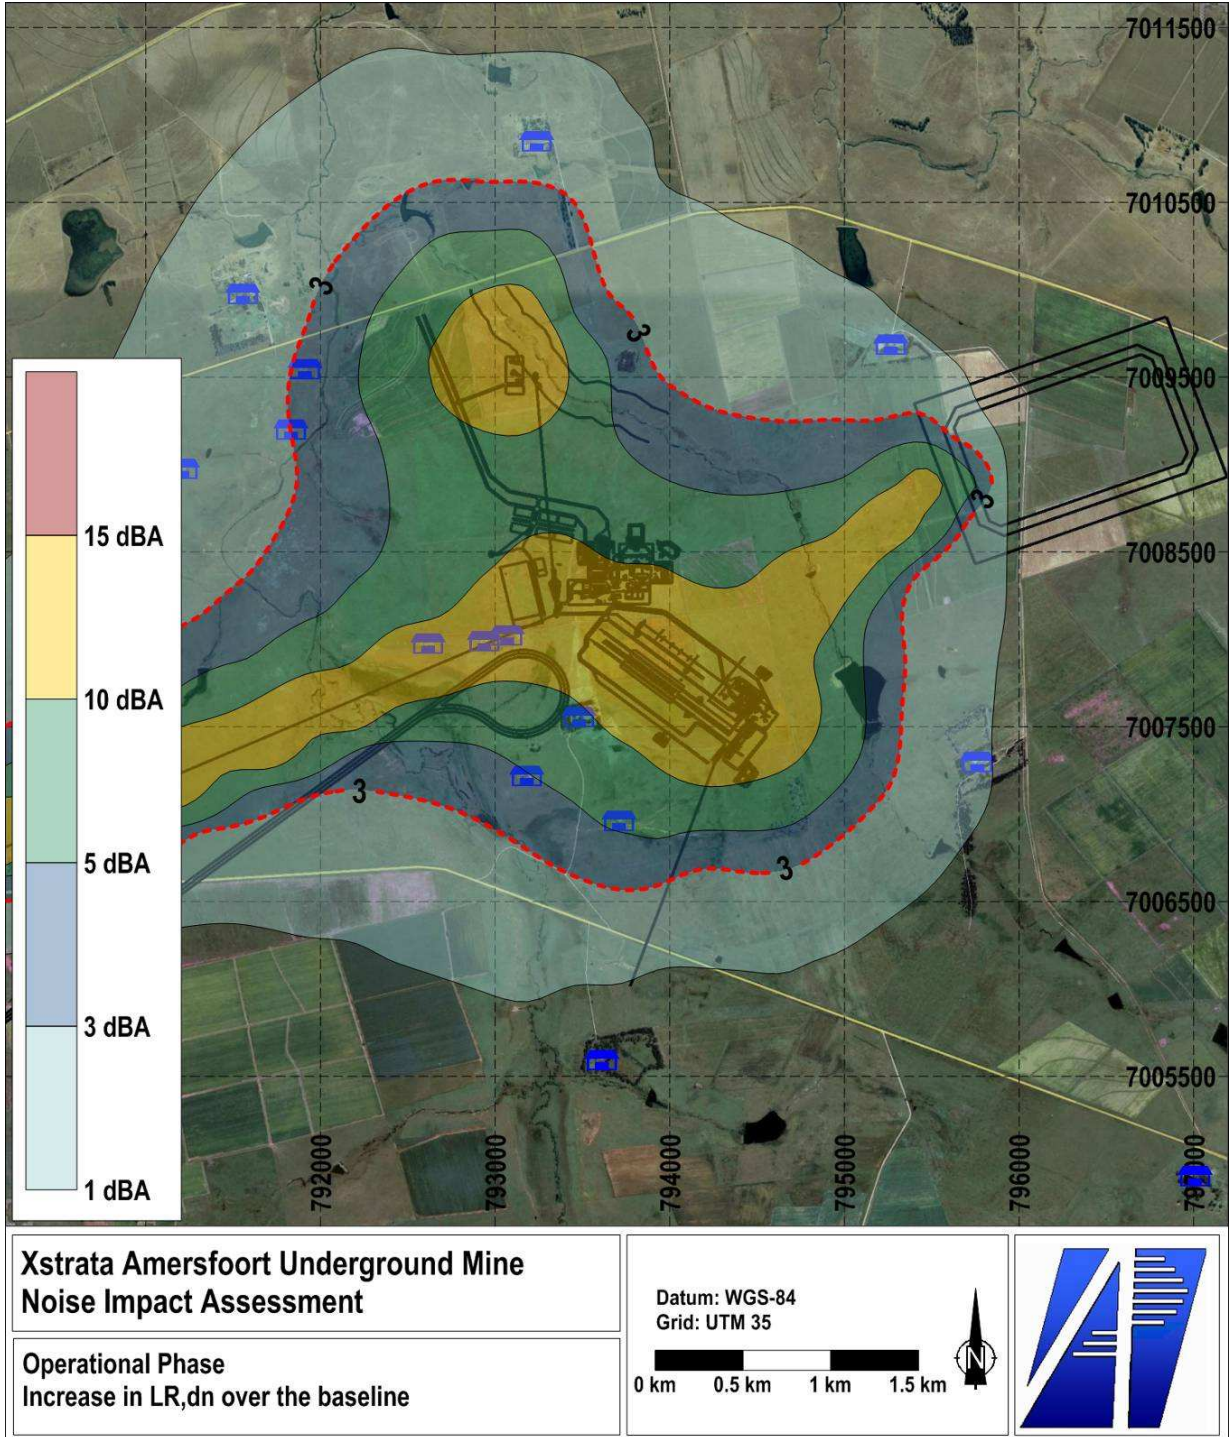 7011500
7010500
3
3
7009500
3
7008500
15 dBA
10 dBA
7007500
3
5 dBA
3
7006500
3 dBA
7005500
1 dBA
792000
793000
794000
795000
796000
797000
Xstrata Amersfoort Underground Mine
Noise Impact Assessment
Operational Phase
Increase in LR,dn over the baseline
Datum: WGS-84
Grid: UTM 35
0 km 0.5 km 1 km 1.5 km
N